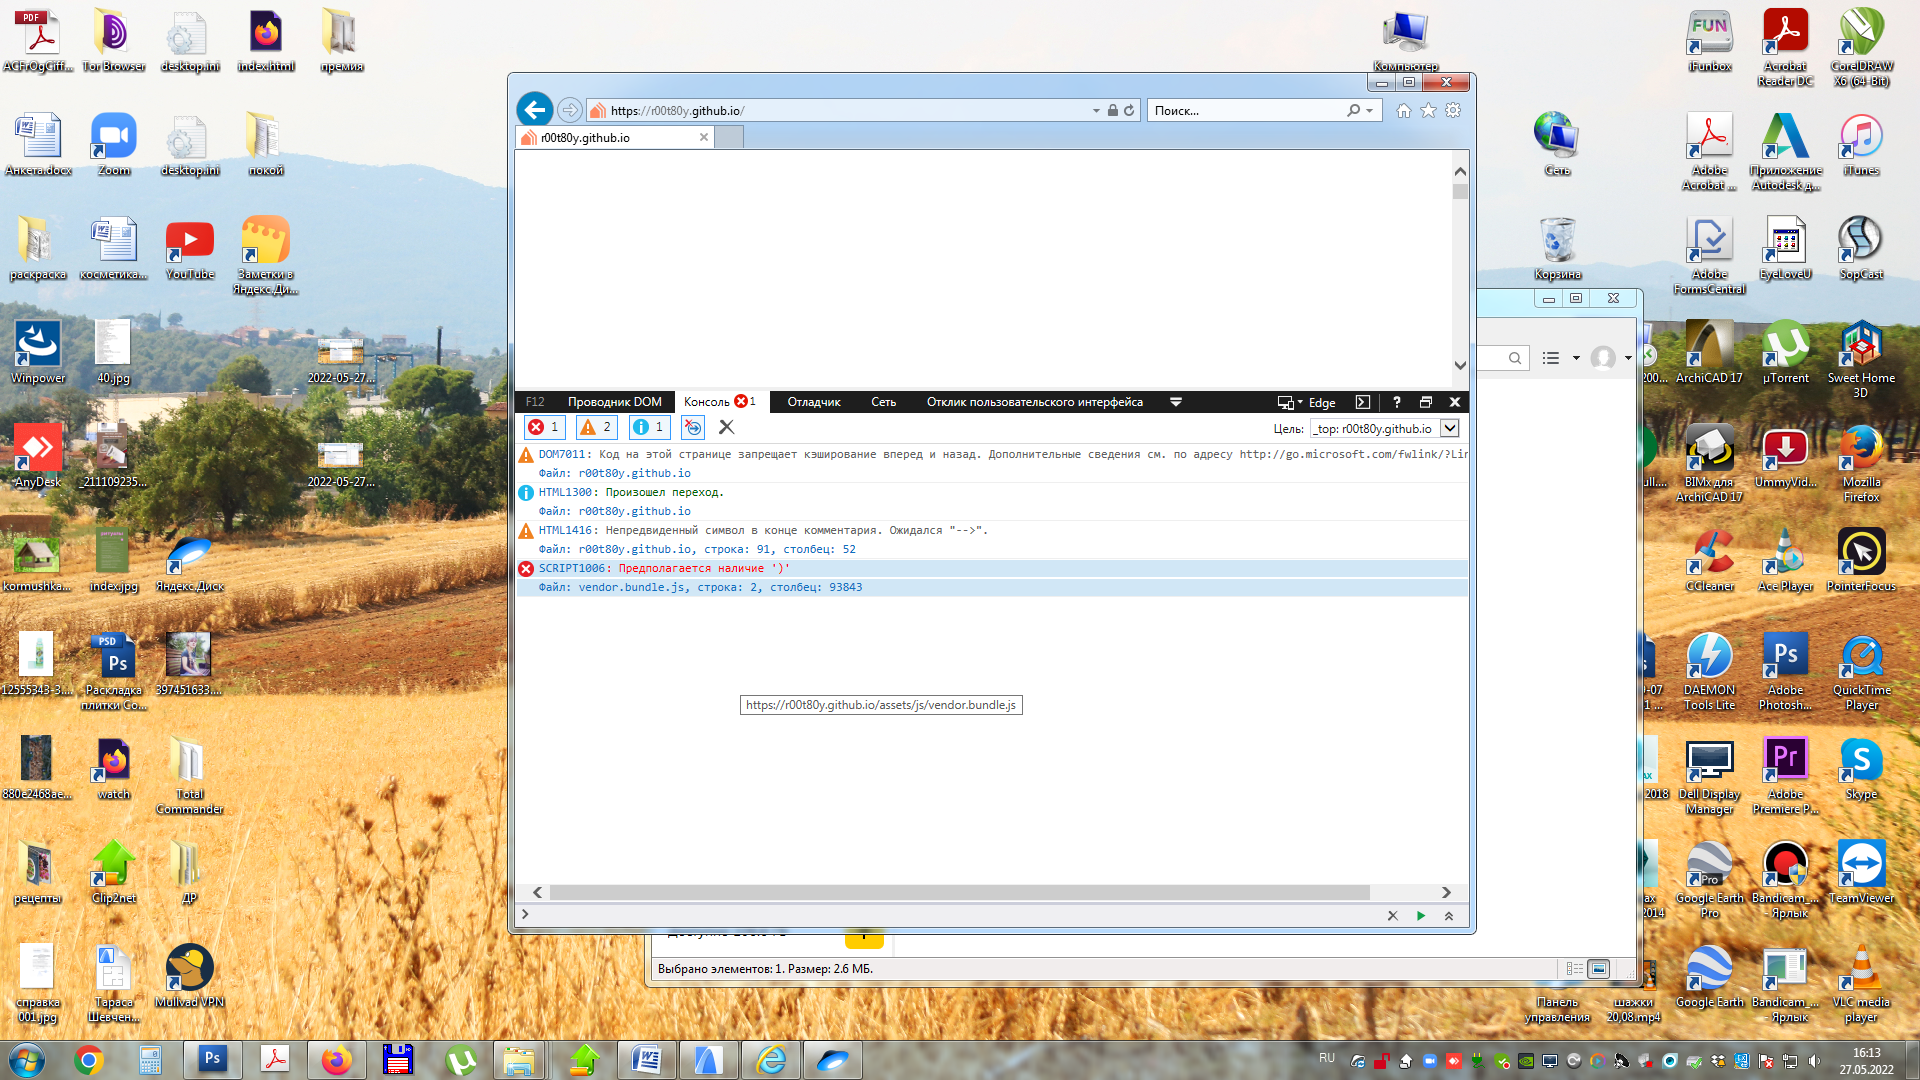 ACFrOgCiff...
Tor Browser
desktop.ini
index.html
премия
Анкета.docx
Zoom
desktop.ini
покой
раскраска
косметика...
YouTube
Заметки в
Яндекс.Ди...
Winpower
40.jpg
2022-05-27...
AnyDesk
_211109235...
2022-05-27...
kormushka...
index.jpg
Яндекс.Диск
12555343-3....
Раскладка
плитки Co...
397451633....
880e2468ae...
watch
Total
Commander
рецепты
Clip2net
ДР
справка
001.jpg
Тараса
Шевчен...
Mullvad VPN
https://r00t80y.github.io/
Поиск...
r00t80y.github.io
F12
Проводник DOM
Консоль
1
Отладчик
Сеть
Отклик пользовательского интерфейса
Edge
?
1
2
1
Цель:
_top: r00t80y.github.io
DOM7011: Код на этой странице запрещает кэширование вперед и назад. Дополнительные сведения см. по адресу http://go.microsoft.com/fwlink/?Lin
Файл: r00t80y.github.io
HTML1300: Произошел переход.
Файл: r00t80y.github.io
HTML1416: Непредвиденный символ в конце комментария. Ожидался "-->".
Файл: r00t80y.github.io, строка: 91, столбец: 52
SCRIPT1006: Предполагается наличие ')'
Файл: vendor.bundle.js, строка: 2, столбец: 93843
https://r00t80y.github.io/assets/js/vendor.bundle.js
Выбрано элементов: 1. Размер: 2.6 МБ.
Компьютер
Сеть
Корзина
Панель
управления
шажки
20,08.mp4
iFunbox
Acrobat
Reader DC
CorelDRAW
X6 (64-Bit)
Adobe
Acrobat ...
Приложение
Autodesk д...
iTunes
Adobe
FormsCentral
EyeLoveU
SopCast
ArchiCAD 17
µTorrent
Sweet Home
3D
BIMx для
ArchiCAD 17
UmmyVid...
Mozilla
Firefox
CCleaner
Ace Player
PointerFocus
DAEMON
Tools Lite
Adobe
Photosh...
QuickTime
Player
Dell Display
Manager
Adobe
Premiere P...
Skype
Google Earth
Pro
Bandicam_...
- Ярлык
TeamViewer
Google Earth
Bandicam_...
- Ярлык
VLC media
player
RU
16:13
27.05.2022